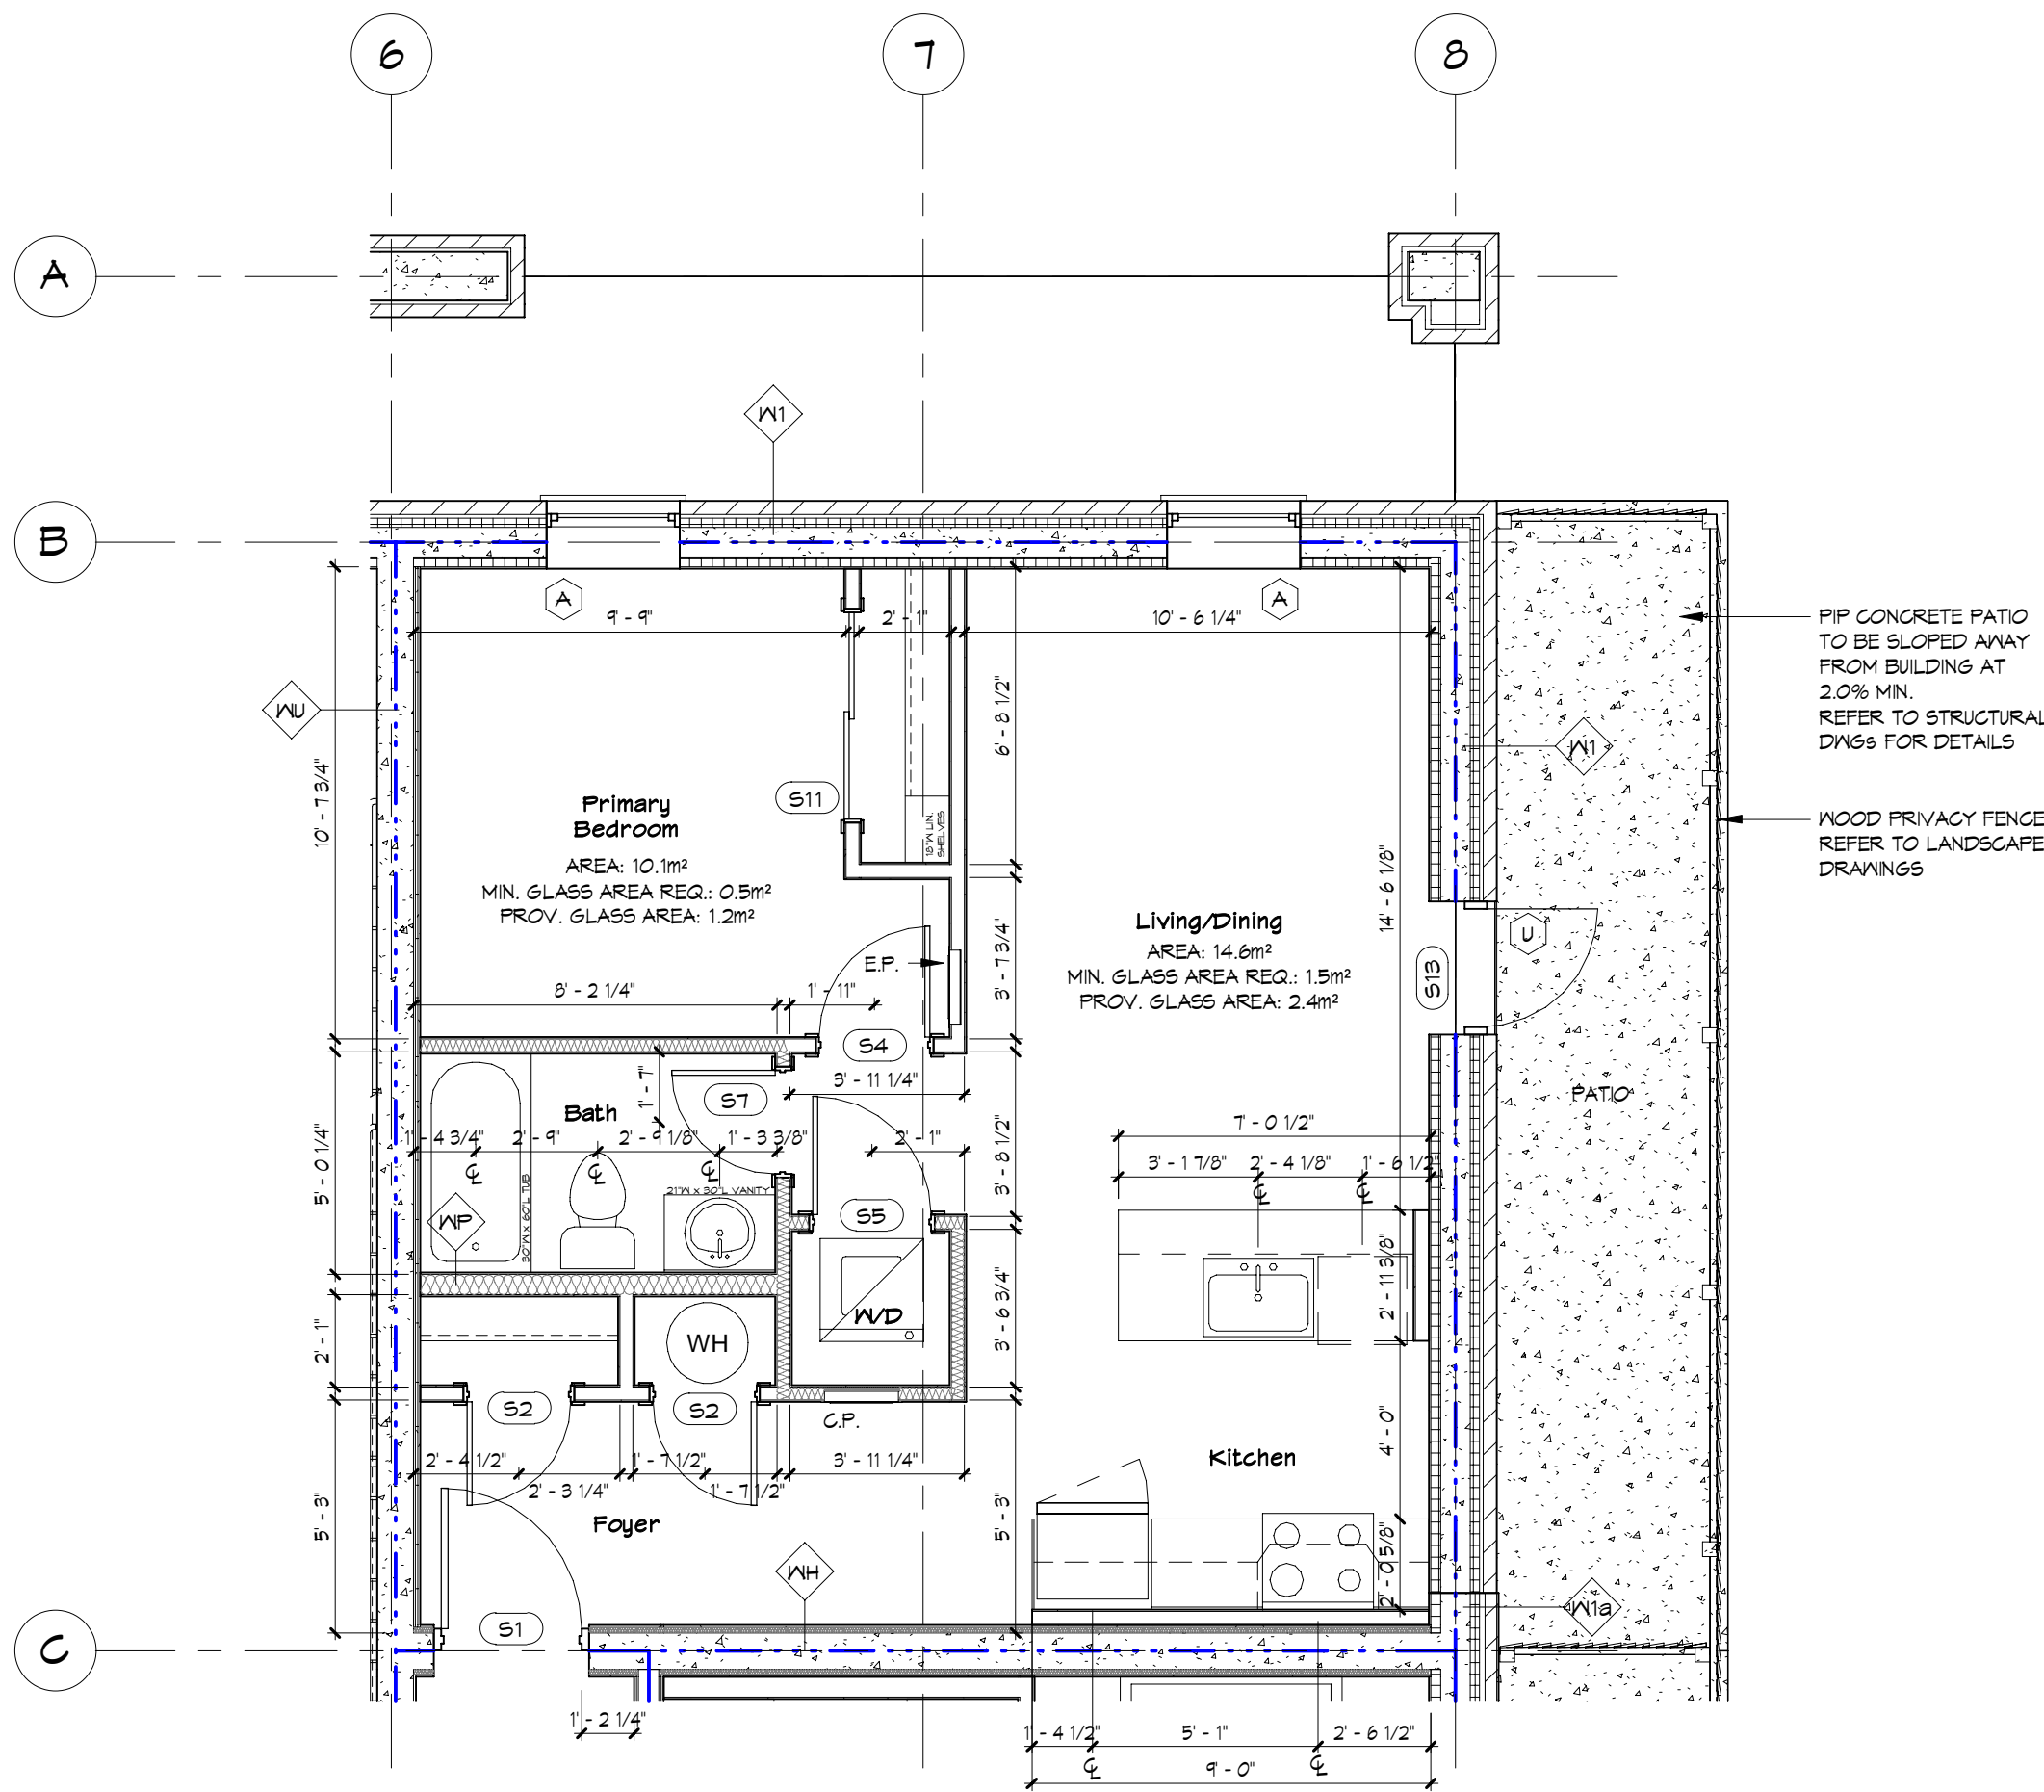 6
7
8
A
B
C
W1
A
A
9' - 9"
2' - 1"
10' - 6 1/4"
PIP CONCRETE PATIO
TO BE SLOPED AWAY
FROM BUILDING AT
2.0% MIN.
REFER TO STRUCTURAL
DWGS FOR DETAILS
WU
W1
6' - 8 1/2"
10' - 7 3/4"
S11
18"W LIN.
SHELVES
Primary
Bedroom
AREA: 10.1m²
MIN. GLASS AREA REQ.: 0.5m²
PROV. GLASS AREA: 1.2m²
WOOD PRIVACY FENCE
REFER TO LANDSCAPE
DRAWINGS
14' - 6 1/8"
Living/Dining
AREA: 14.6m²
MIN. GLASS AREA REQ.: 1.5m²
PROV. GLASS AREA: 2.4m²
U
S13
E.P.
3' - 7 3/4"
8' - 2 1/4"
1' - 11"
S4
3' - 11 1/4"
1' - 7"
S7
Bath
PATIO
7' - 0 1/2"
1' - 4 3/4"
2' - 9"
2' - 9 1/8"
1' - 3 3/8"
2' - 1"
3' - 1 7/8"
2' - 4 1/8"
1' - 6 1/2"
5' - 0 1/4"
3' - 8 1/2"
30"W x 60"L TUB
21"W x 30"L VANITY
WP
S5
2' - 11 3/8"
3' - 6 3/4"
W/D
WH
2' - 1"
S2
S2
C.P.
4' - 0"
Kitchen
2' - 4 1/2"
1' - 7 1/2"
3' - 11 1/4"
2' - 3 1/4"
1' - 7 1/2"
5' - 3"
5' - 3"
Foyer
2' - 0 5/8"
WH
W1a
S1
1' - 2 1/4"
1' - 4 1/2"
5' - 1"
2' - 6 1/2"
9' - 0"